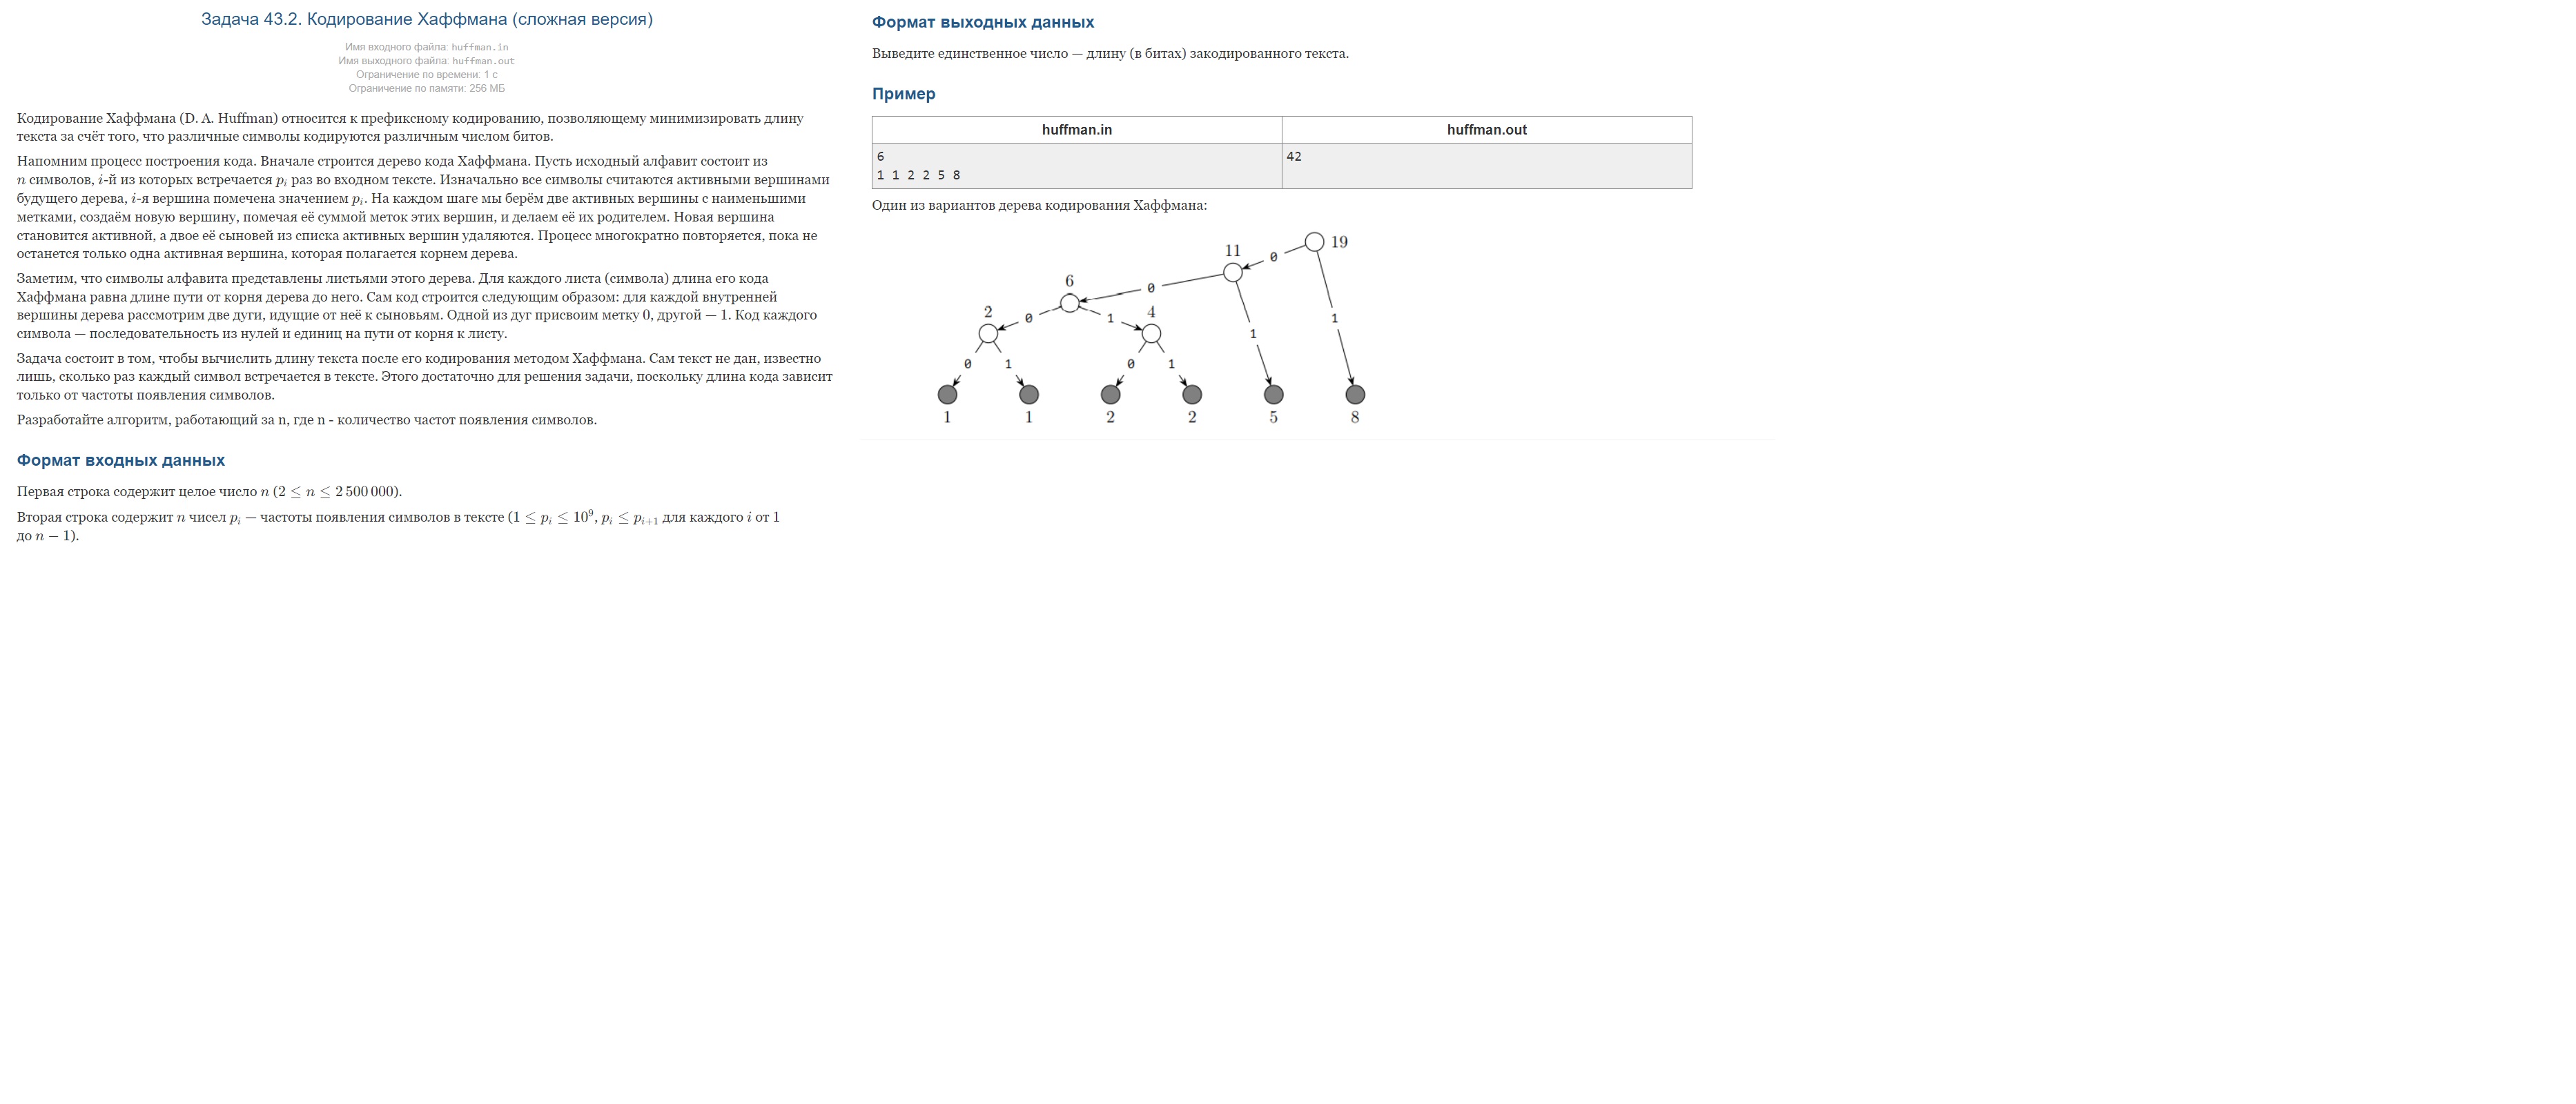 Задача 43.2. Кодирование Хаффмана (сложная версия)
Имя входного файла: huffman.in
Имя выходного файла: huffman.out
Ограничение по времени: 1 с
Ограничение по памяти: 256 МБ
Кодирование Хаффмана (D. A. Huffman) относится к префиксному кодированию, позволяющему минимизировать длину
текста за счёт того, что различные символы кодируются различным числом битов.
Напомним процесс построения кода. Вначале строится дерево кода Хаффмана. Пусть исходный алфавит состоит из
n символов, i-й из которых встречается pᵢ раз во входном тексте. Изначально все символы считаются активными вершинами
будущего дерева, i-я вершина помечена значением pᵢ. На каждом шаге мы берём две активных вершины с наименьшими
метками, создаём новую вершину, помечая её суммой меток этих вершин, и делаем её их родителем. Новая вершина
становится активной, а двое её сыновей из списка активных вершин удаляются. Процесс многократно повторяется, пока не
останется только одна активная вершина, которая полагается корнем дерева.
Заметим, что символы алфавита представлены листьями этого дерева. Для каждого листа (символа) длина его кода
Хаффмана равна длине пути от корня дерева до него. Сам код строится следующим образом: для каждой внутренней
вершины дерева рассмотрим две дуги, идущие от неё к сыновьям. Одной из дуг присвоим метку 0, другой — 1. Код каждого
символа — последовательность из нулей и единиц на пути от корня к листу.
Задача состоит в том, чтобы вычислить длину текста после его кодирования методом Хаффмана. Сам текст не дан, известно
лишь, сколько раз каждый символ встречается в тексте. Этого достаточно для решения задачи, поскольку длина кода зависит
только от частоты появления символов.
Разработайте алгоритм, работающий за n, где n - количество частот появления символов.
Формат входных данных
Первая строка содержит целое число n (2 ≤ n ≤ 2 500 000).
Вторая строка содержит n чисел pᵢ — частоты появления символов в тексте (1 ≤ pᵢ ≤ 10⁹, pᵢ ≤ pᵢ₊₁ для каждого i от 1
до n − 1).
Формат выходных данных
Выведите единственное число — длину (в битах) закодированного текста.
Пример
huffman.in huffman.out
6 42
1 1 2 2 5 8
Один из вариантов дерева кодирования Хаффмана:
19
11
0
6
0
2 4
0 1 1
1
0 1 0 1
1 1 2 2 5 8